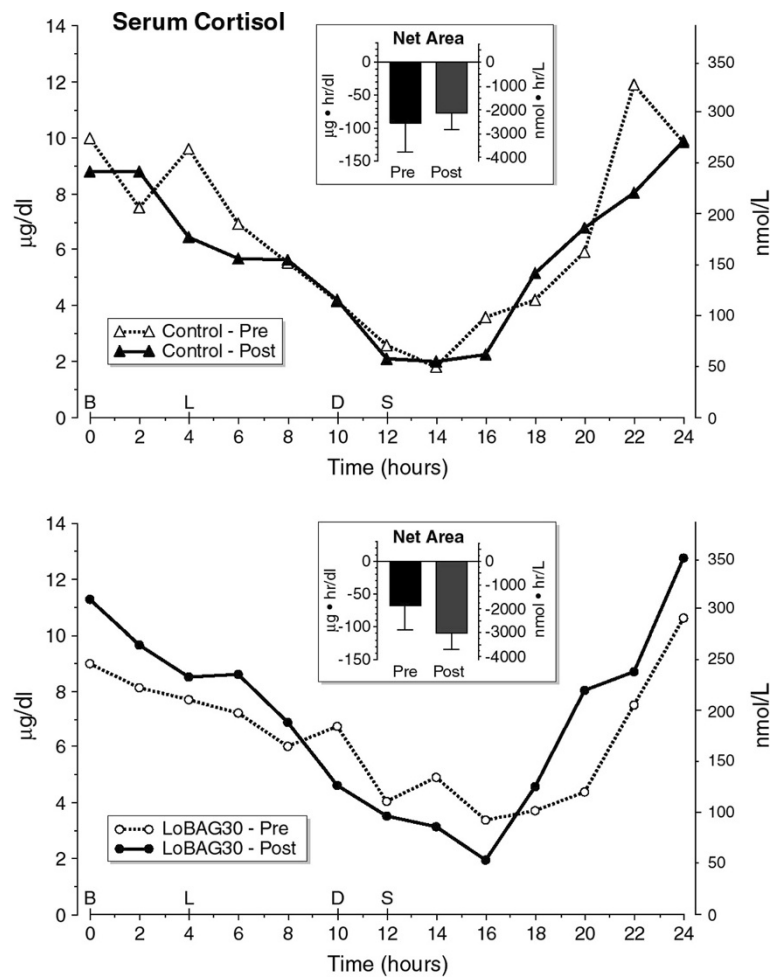 Serum Cortisol
Net Area
µg • hr/dl
0
-50
-100
-150
0
-1000
-2000
-3000
-4000
nmol • hr/L
Pre Post
µg/dl
14
12
10
8
6
4
2
0
350
300
250
200
150
100
50
0
nmol/L
Control - Pre
Control - Post
B L D S
0 2 4 6 8 10 12 14 16 18 20 22 24
Time (hours)
Net Area
µg • hr/dl
0
-50
-100
-150
0
-1000
-2000
-3000
-4000
nmol • hr/L
Pre Post
µg/dl
14
12
10
8
6
4
2
0
350
300
250
200
150
100
50
0
nmol/L
LoBAG30 - Pre
LoBAG30 - Post
B L D S
0 2 4 6 8 10 12 14 16 18 20 22 24
Time (hours)